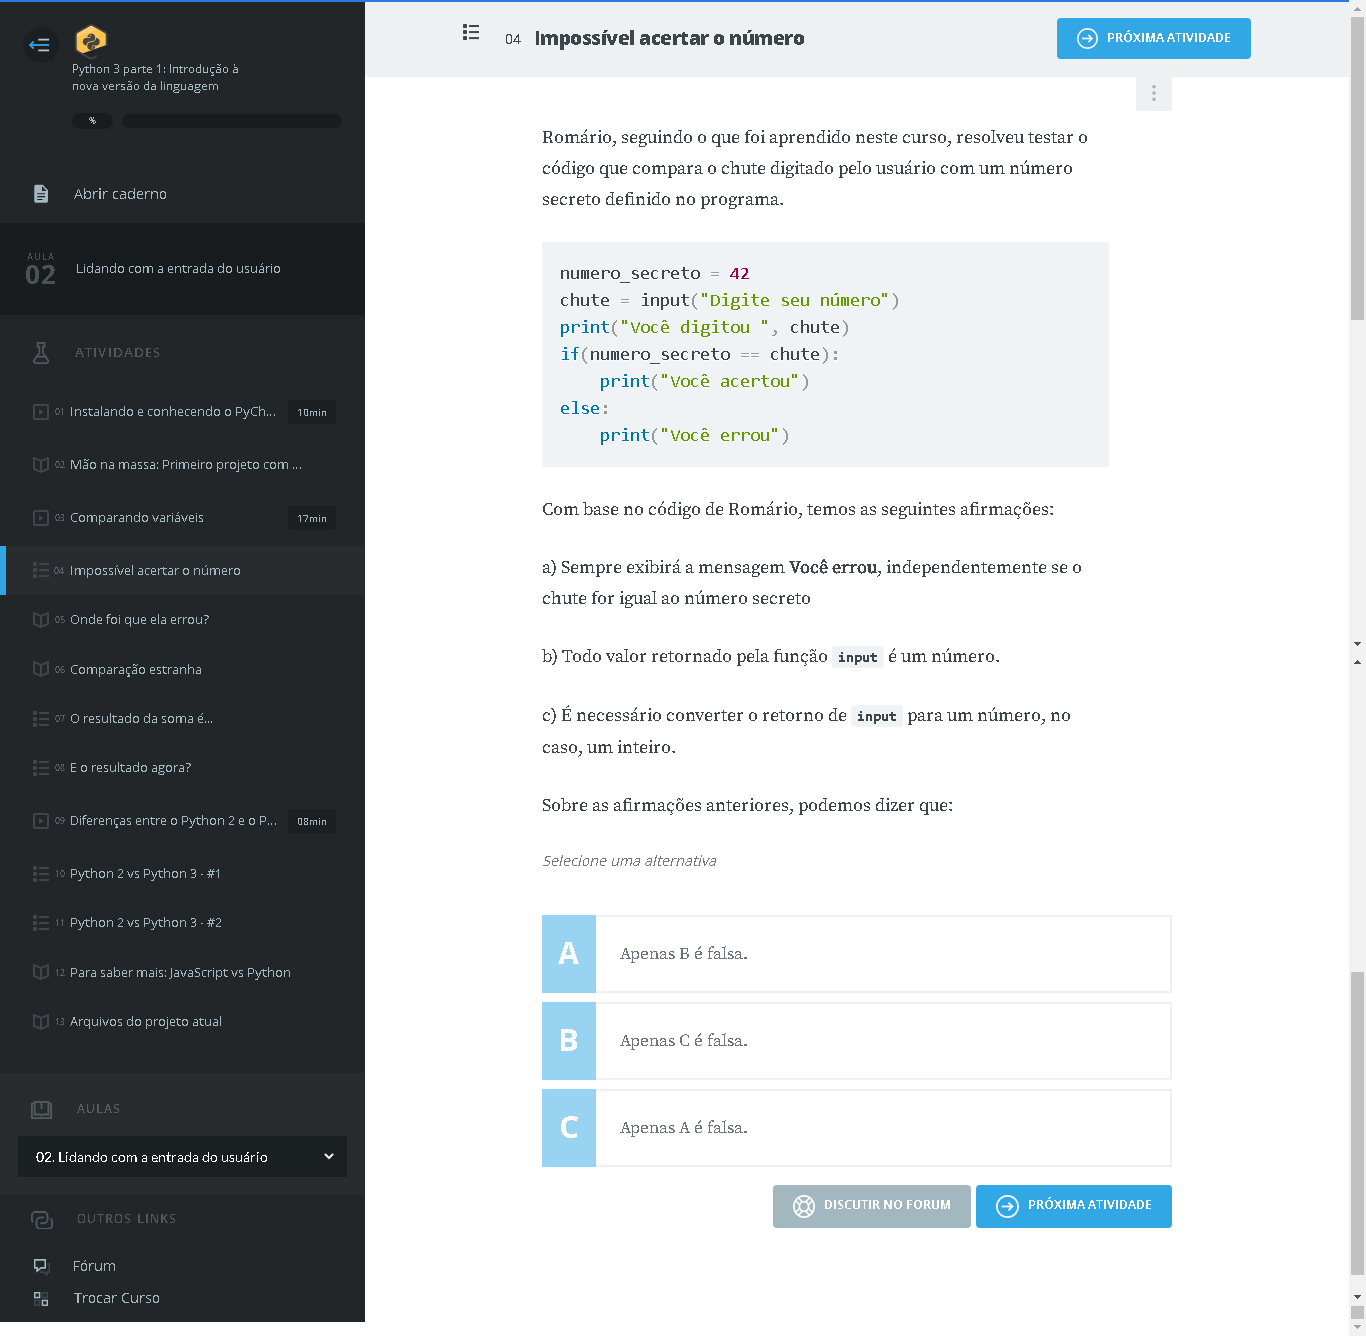 Python 3 parte 1: Introdução à
nova versão da linguagem
%
Abrir caderno
AULA
02
Lidando com a entrada do usuário
ATIVIDADES
01 Instalando e conhecendo o PyCh... 10min
02 Mão na massa: Primeiro projeto com ...
03 Comparando variáveis 17min
04 Impossível acertar o número
05 Onde foi que ela errou?
06 Comparação estranha
07 O resultado da soma é...
08 E o resultado agora?
09 Diferenças entre o Python 2 e o P... 08min
10 Python 2 vs Python 3 - #1
11 Python 2 vs Python 3 - #2
12 Para saber mais: JavaScript vs Python
13 Arquivos do projeto atual
AULAS
02. Lidando com a entrada do usuário
OUTROS LINKS
Fórum
Trocar Curso
04 Impossível acertar o número
PRÓXIMA ATIVIDADE
Romário, seguindo o que foi aprendido neste curso, resolveu testar o
código que compara o chute digitado pelo usuário com um número
secreto definido no programa.
numero_secreto = 42
chute = input("Digite seu número")
print("Você digitou ", chute)
if(numero_secreto == chute):
    print("Você acertou")
else:
    print("Você errou")
Com base no código de Romário, temos as seguintes afirmações:
a) Sempre exibirá a mensagem Você errou, independentemente se o
chute for igual ao número secreto
b) Todo valor retornado pela função input é um número.
c) É necessário converter o retorno de input para um número, no
caso, um inteiro.
Sobre as afirmações anteriores, podemos dizer que:
Selecione uma alternativa
A Apenas B é falsa.
B Apenas C é falsa.
C Apenas A é falsa.
DISCUTIR NO FORUM
PRÓXIMA ATIVIDADE